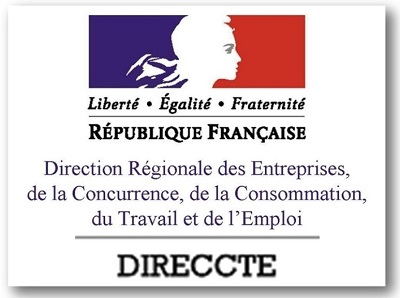 Liberté • Égalité • Fraternité
RÉPUBLIQUE FRANÇAISE
Direction Régionale des Entreprises,
de la Concurrence, de la Consommation,
du Travail et de l'Emploi
DIRECCTE